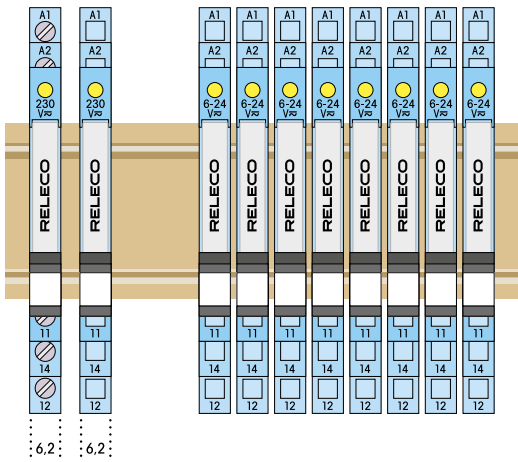 A1 A1 A1 A1 A1 A1 A1 A1 A1 A1
A2 A2 A2 A2 A2 A2 A2 A2 A2 A2
230 230 6-24 6-24 6-24 6-24 6-24 6-24 6-24 6-24
V≂ V≂ V≂ V≂ V≂ V≂ V≂ V≂ V≂ V≂
RELECO RELECO RELECO RELECO RELECO RELECO RELECO RELECO RELECO RELECO
11 11 11 11 11 11 11 11 11 11
14 14 14 14 14 14 14 14 14 14
12 12 12 12 12 12 12 12 12 12
6,2 6,2